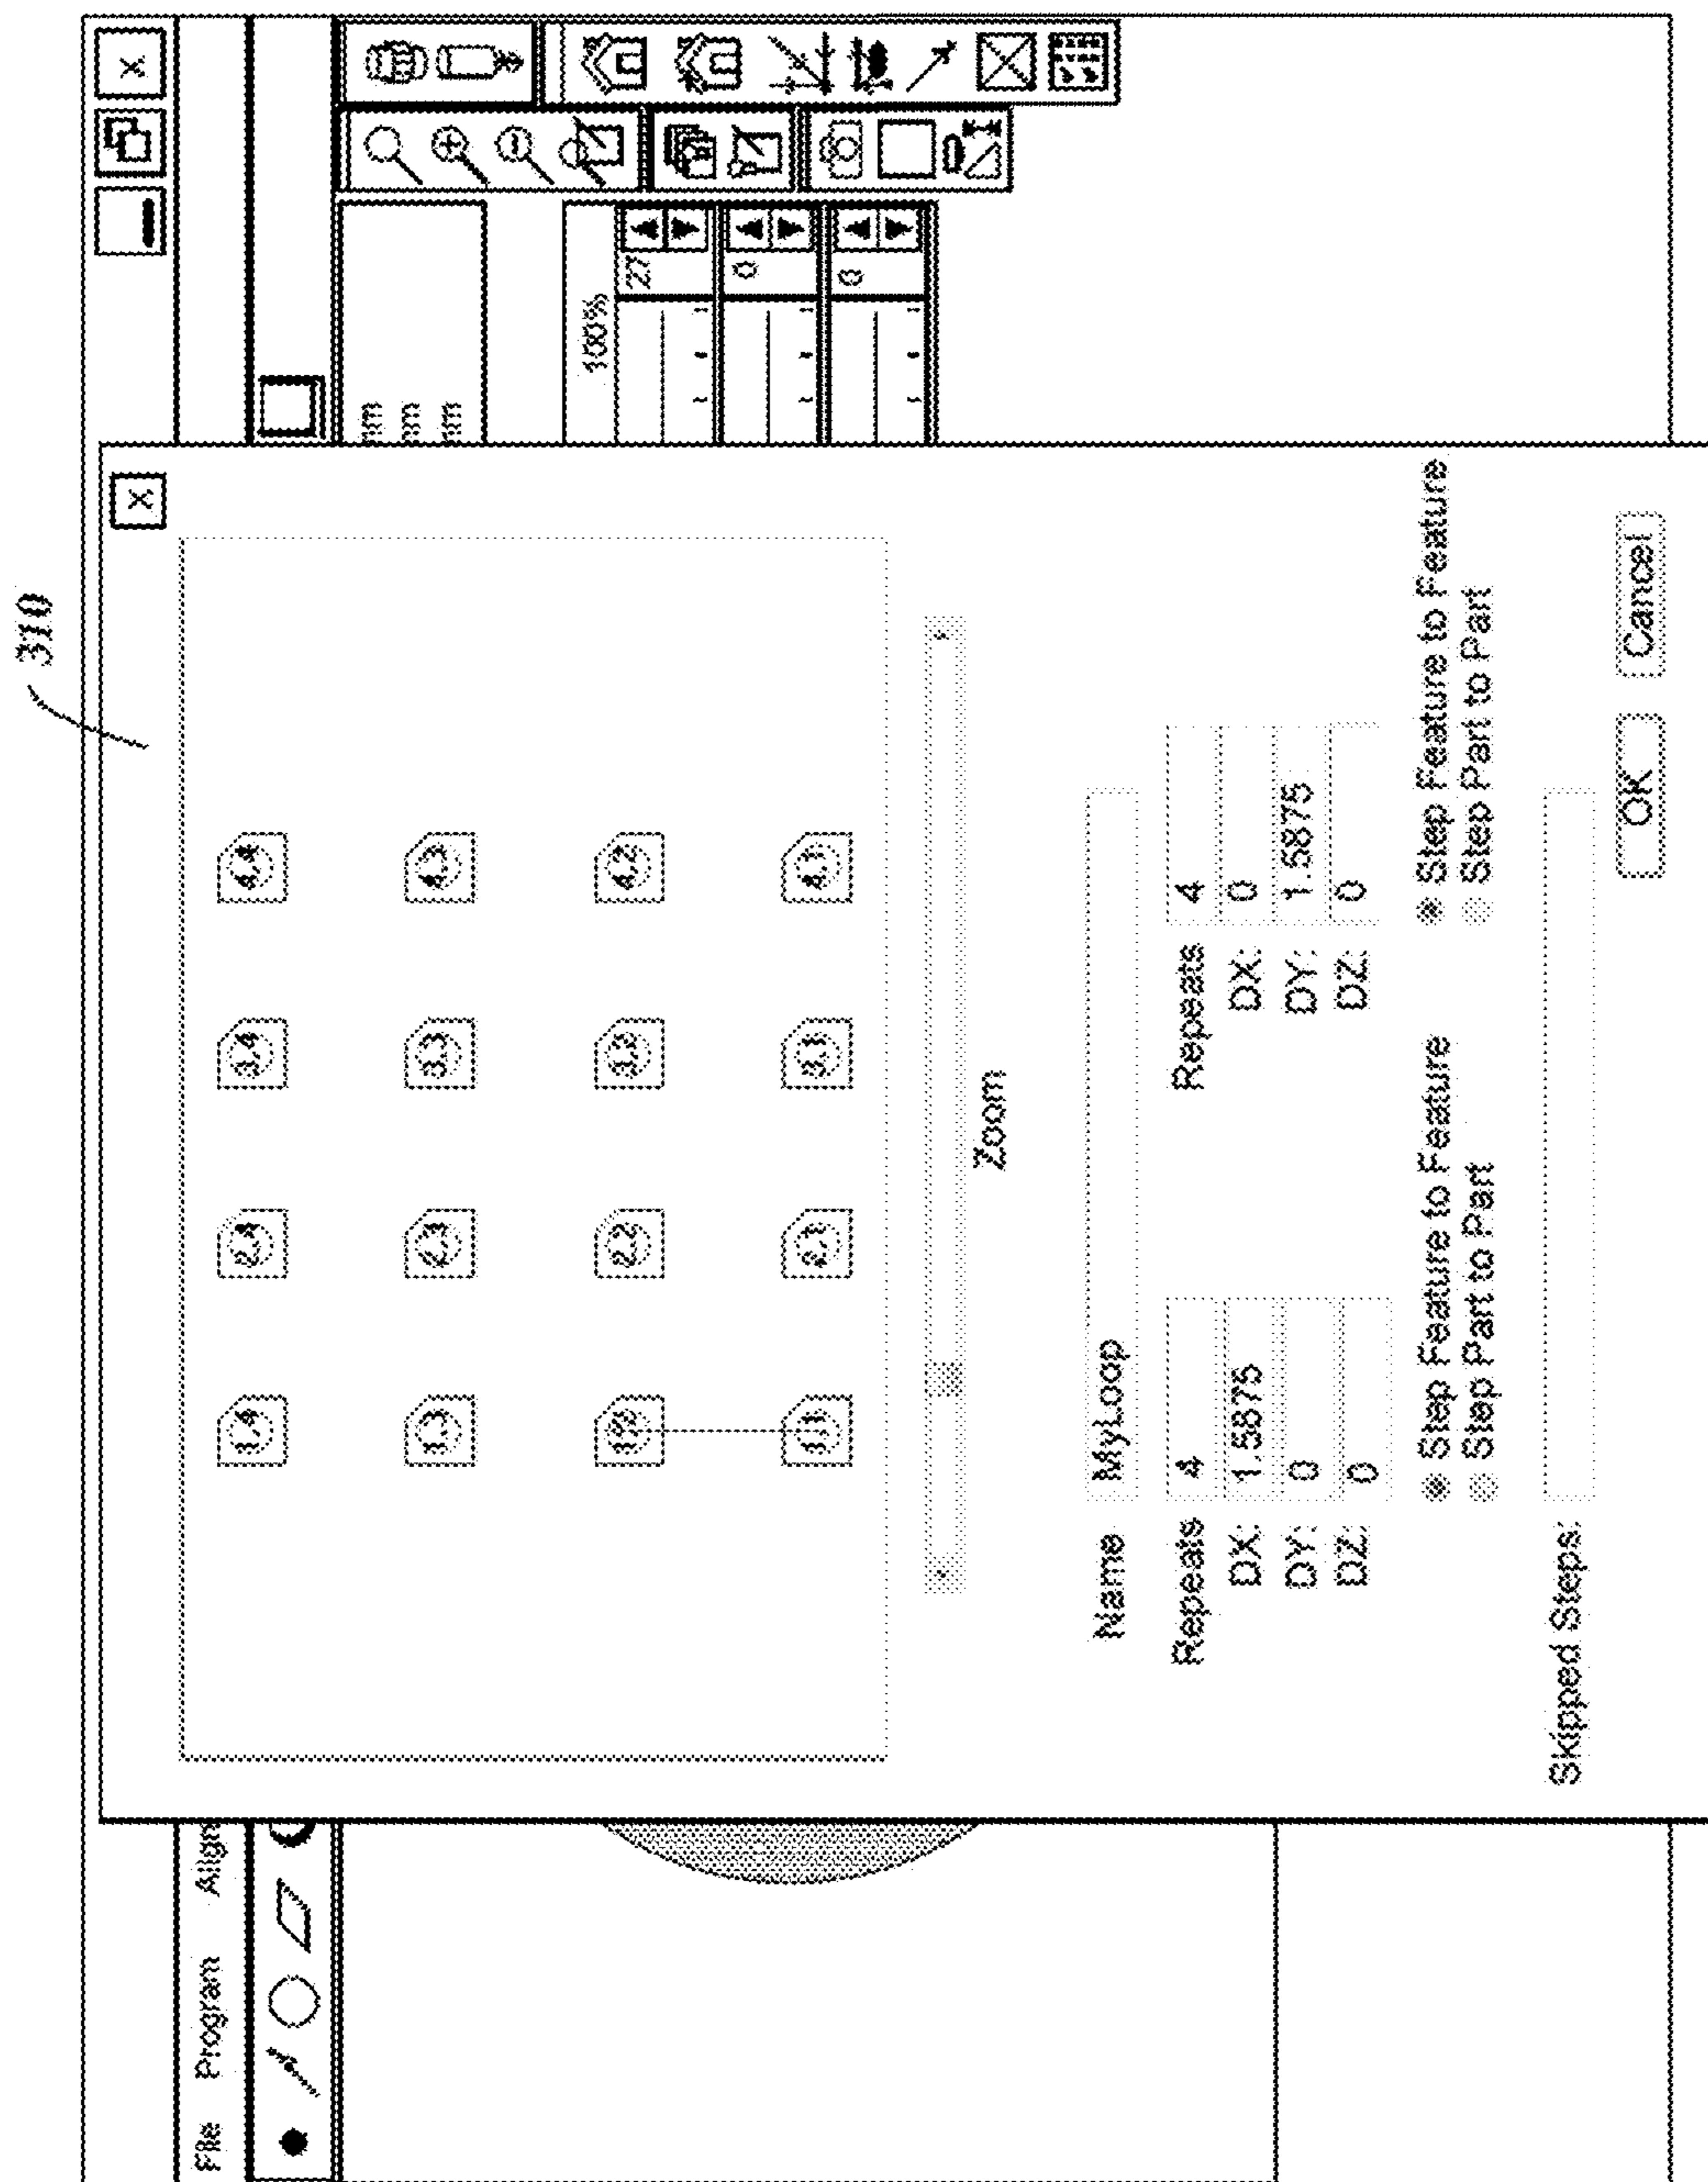 310
X
File Program Align
X
mm
mm
mm
100%
27
0
0
1,4 2,4 3,4 4,4
1,3 2,3 3,3 4,3
1,2 2,2 3,2 4,2
1,1 2,1 3,1 4,1
Zoom
Name MyLoop
Repeats 4 Repeats 4
DX: 1.5875 DX: 0
DY: 0 DY: 1.5875
DZ: 0 DZ: 0
Step Feature to Feature Step Feature to Feature
Step Part to Part Step Part to Part
Skipped Steps:
OK Cancel